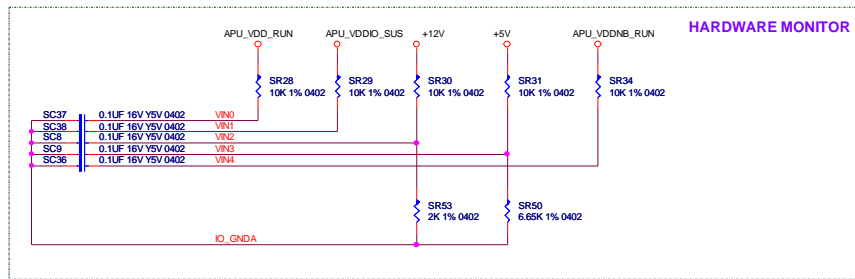 HARDWARE MONITOR
APU_VDD_RUN
APU_VDDIO_SUS
+12V
+5V
APU_VDDNB_RUN
SR28
10K 1% 0402
SR29
10K 1% 0402
SR30
10K 1% 0402
SR31
10K 1% 0402
SR34
10K 1% 0402
SC37 0.1UF 16V Y5V 0402 VIN0
SC38 0.1UF 16V Y5V 0402 VIN1
SC8 0.1UF 16V Y5V 0402 VIN2
SC9 0.1UF 16V Y5V 0402 VIN3
SC36 0.1UF 16V Y5V 0402 VIN4
SR53
2K 1% 0402
SR50
6.65K 1% 0402
IO_GNDA